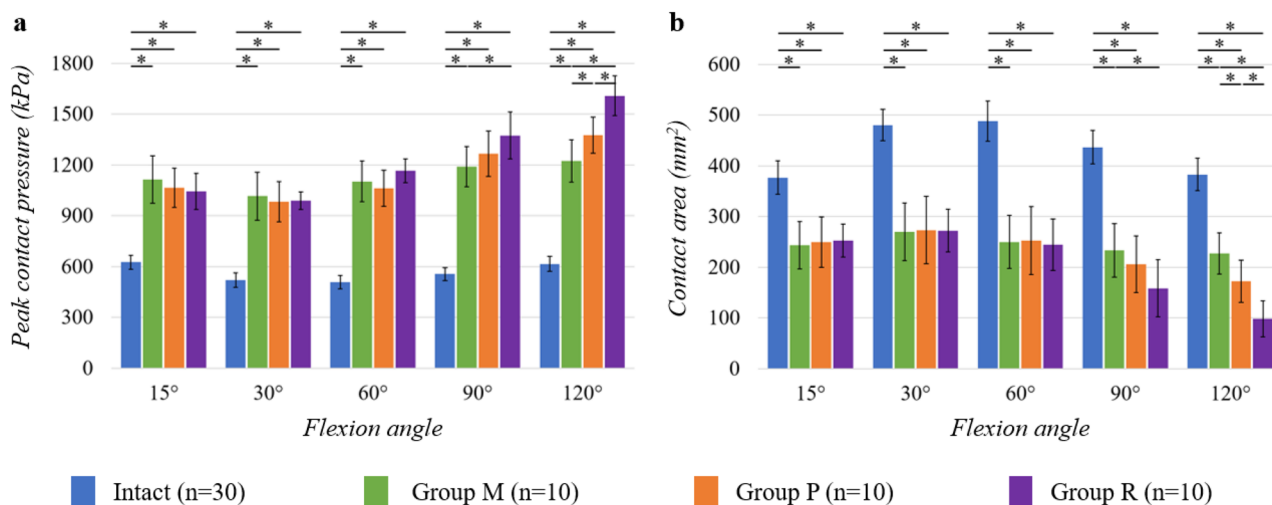 a
* * * * *
* * * * *
* * * * * * *
* *
Peak contact pressure (kPa)
1800
1500
1200
900
600
300
0
15° 30° 60° 90° 120°
Flexion angle
b
* * * * *
* * * * *
* * * * * * *
* *
Contact area (mm²)
600
500
400
300
200
100
0
15° 30° 60° 90° 120°
Flexion angle
Intact (n=30) Group M (n=10) Group P (n=10) Group R (n=10)